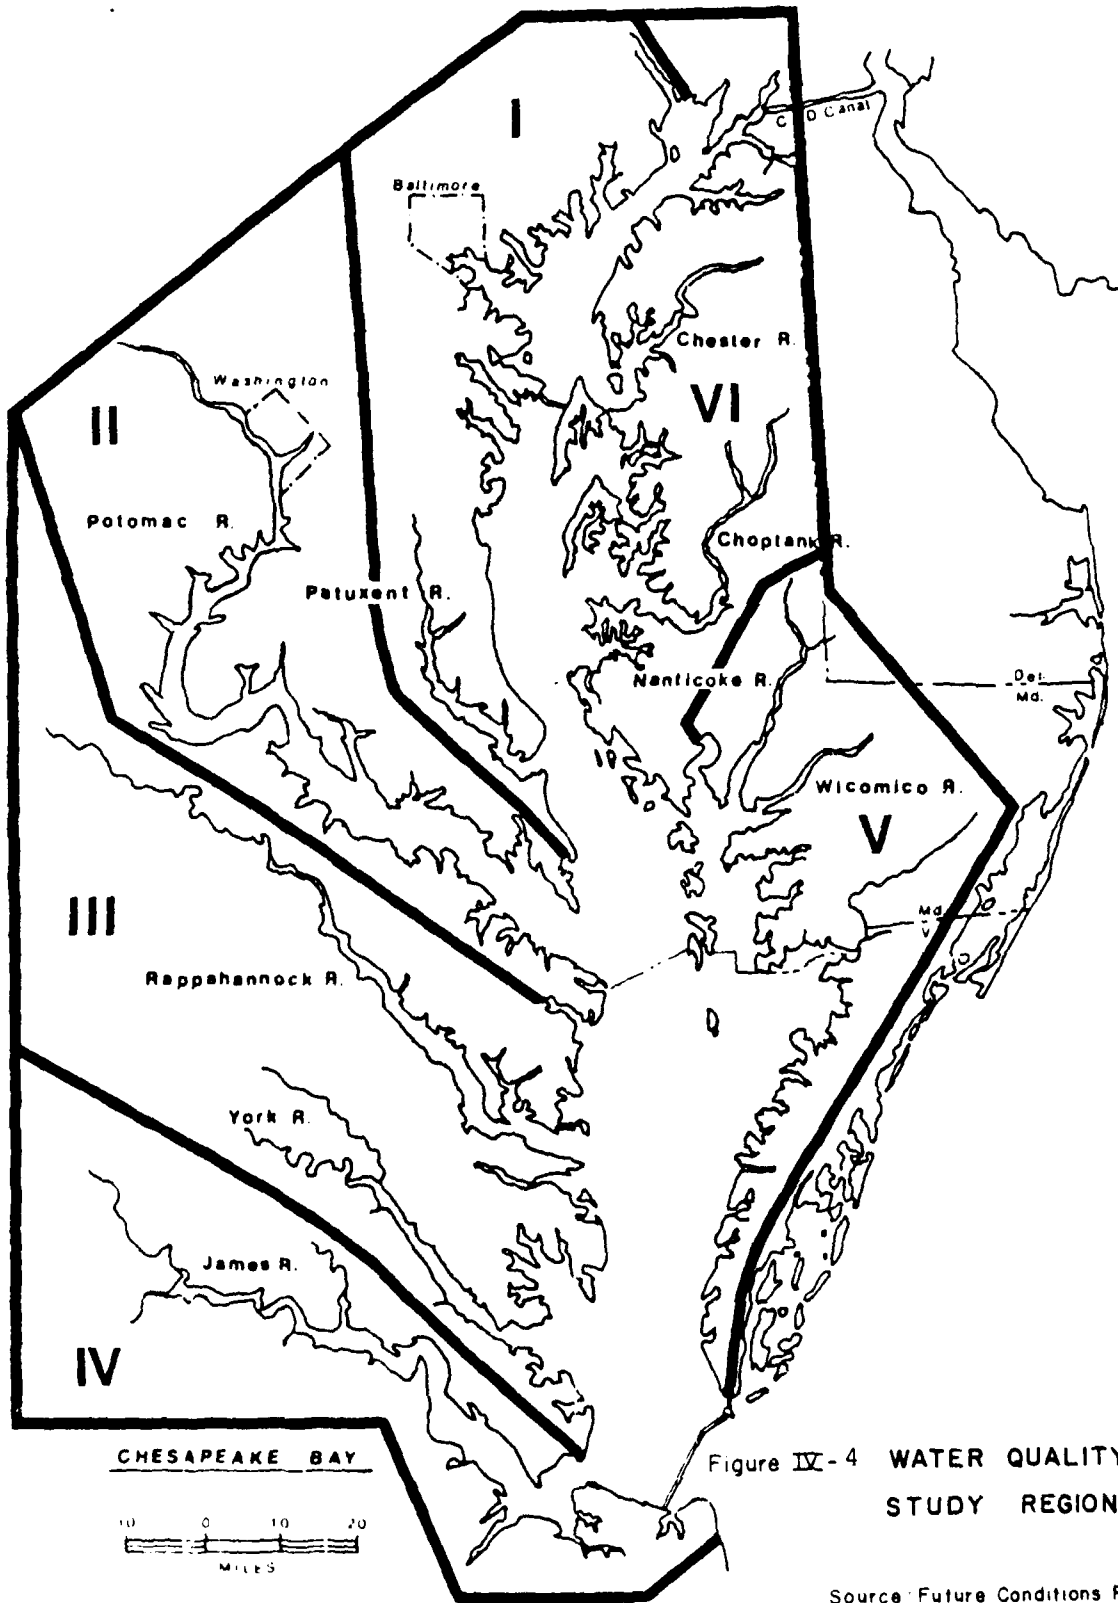 I
C D Canal
Baltimore
Chester R.
VI
Washington
II
Potomac R.
Choptank R.
Patuxent R.
Nanticoke R.
Del.
Md.
Wicomico R.
V
III
Md.
V
Rappahannock R.
York R.
James R.
IV
CHESAPEAKE BAY
Figure IV-4 WATER QUALITY
STUDY REGION
10 0 10 20
MILES
Source: Future Conditions R